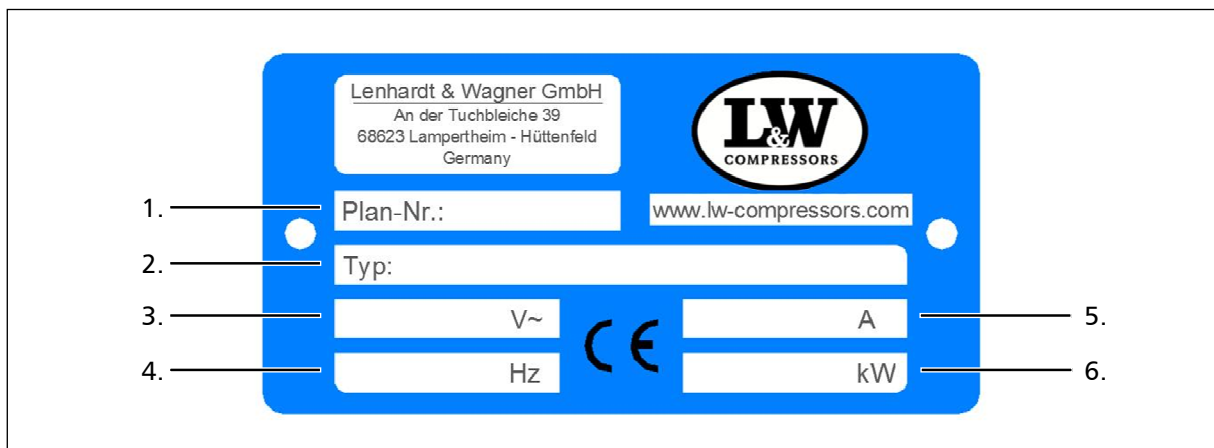 Lenhardt & Wagner GmbH
An der Tuchbleiche 39
68623 Lampertheim - Hüttenfeld
Germany
L&W
COMPRESSORS
1.
Plan-Nr.:
www.lw-compressors.com
2.
Typ:
3.
V~
CE
A
5.
4.
Hz
kW
6.